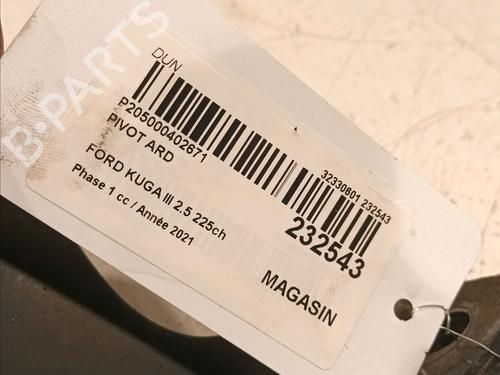 DUN
P205000402671
PIVOT ARD
32330801 232543
232543
FORD KUGA III 2.5 225ch
Phase 1 cc / Année 2021
MAGASIN
B-PARTS